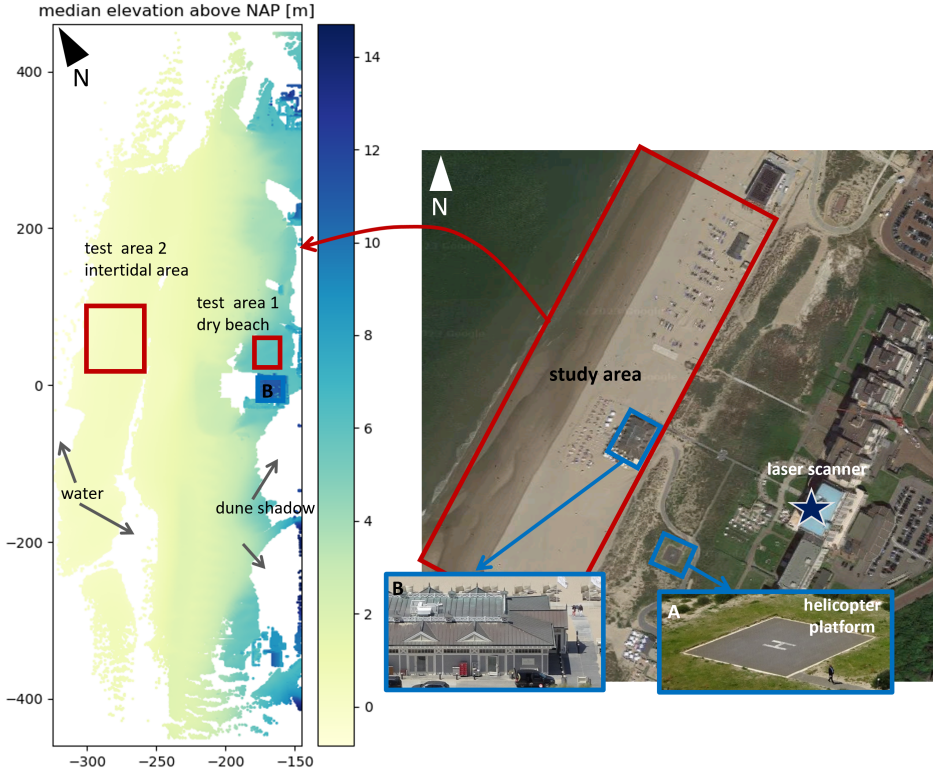 median elevation above NAP [m]
N
400
200
0
−200
−400
−300
−250
−200
−150
14
12
10
8
6
4
2
0
test area 2
intertidal area
test area 1
dry beach
B
water
dune shadow
N
study area
laser scanner
B
A
helicopter
platform
H